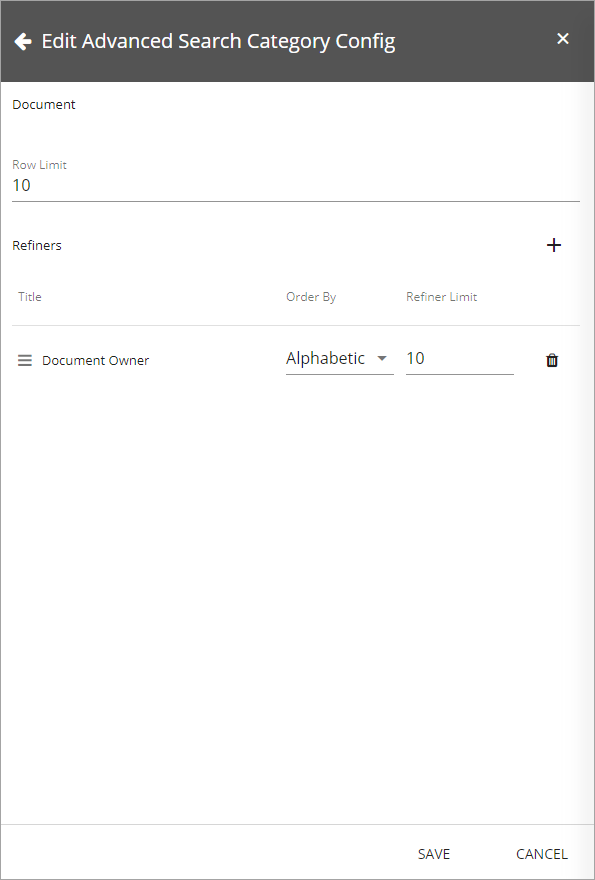 Edit Advanced Search Category Config
Document
Row Limit
10
Refiners
Title Order By Refiner Limit
Document Owner Alphabetic 10
SAVE CANCEL